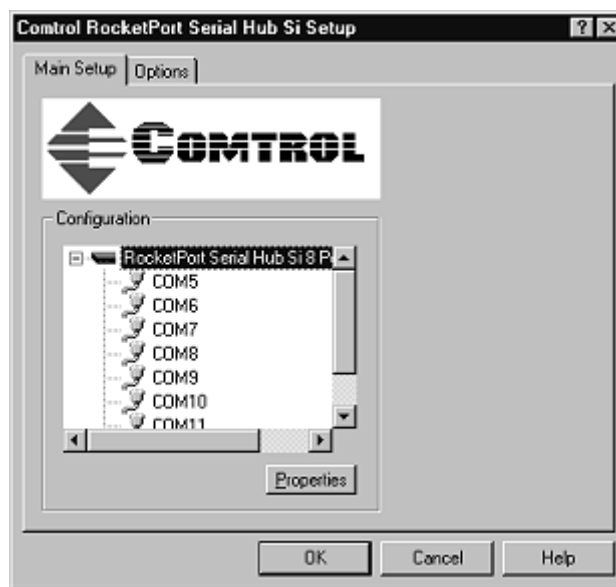 Comtrol RocketPort Serial Hub Si Setup
Main Setup
Options
COMTROL
Configuration
RocketPort Serial Hub Si 8 P
COM5
COM6
COM7
COM8
COM9
COM10
COM11
Properties
OK
Cancel
Help